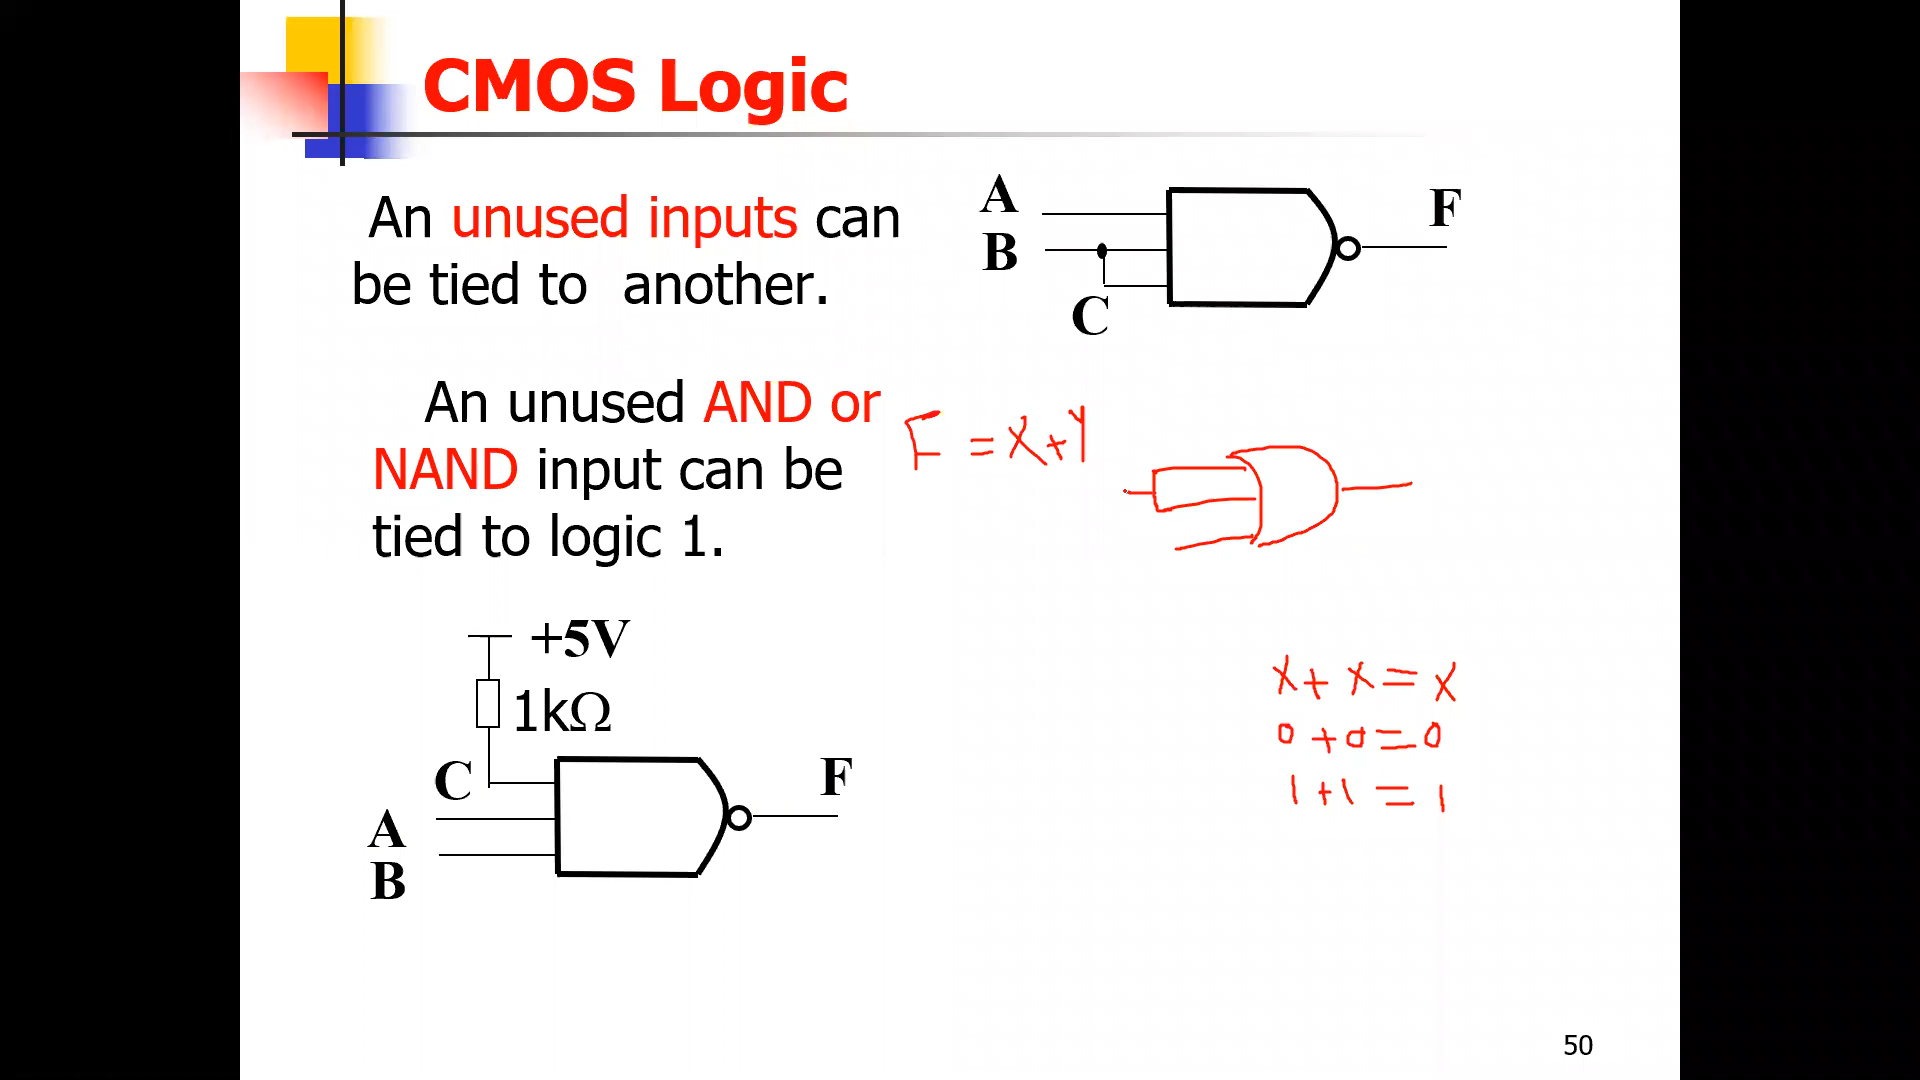 CMOS Logic
An unused inputs can
be tied to another.
A
B
C
F
An unused AND or
NAND input can be
tied to logic 1.
F = X+Y
+5V
1kΩ
C
A
B
F
X + X = X
0 + 0 = 0
1 + 1 = 1
50